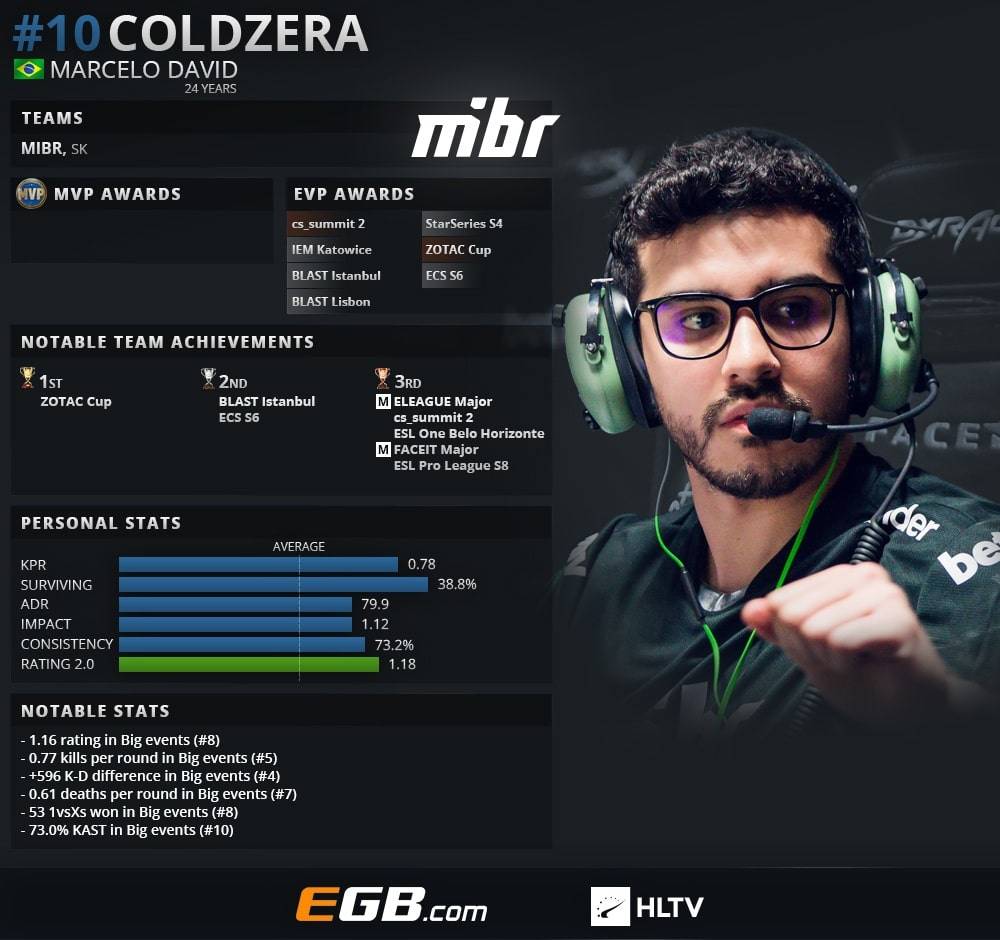 #10 COLDZERA
MARCELO DAVID
24 YEARS
TEAMS
MIBR, SK
mibr
MVP
MVP AWARDS
EVP AWARDS
cs_summit 2
StarSeries S4
IEM Katowice
ZOTAC Cup
BLAST Istanbul
ECS S6
BLAST Lisbon
NOTABLE TEAM ACHIEVEMENTS
1ST
ZOTAC Cup
2ND
BLAST Istanbul
ECS S6
3RD
M ELEAGUE Major
cs_summit 2
ESL One Belo Horizonte
M FACEIT Major
ESL Pro League S8
PERSONAL STATS
AVERAGE
KPR 0.78
SURVIVING 38.8%
ADR 79.9
IMPACT 1.12
CONSISTENCY 73.2%
RATING 2.0 1.18
NOTABLE STATS
- 1.16 rating in Big events (#8)
- 0.77 kills per round in Big events (#5)
- +596 K-D difference in Big events (#4)
- 0.61 deaths per round in Big events (#7)
- 53 1vsXs won in Big events (#8)
- 73.0% KAST in Big events (#10)
FACEIT
EGB.com
HLTV